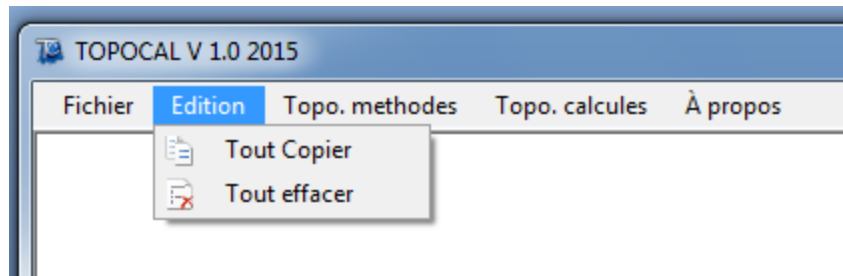 TOPOCAL V 1.0 2015
Fichier Edition Topo. methodes Topo. calcules À propos
Tout Copier
Tout effacer